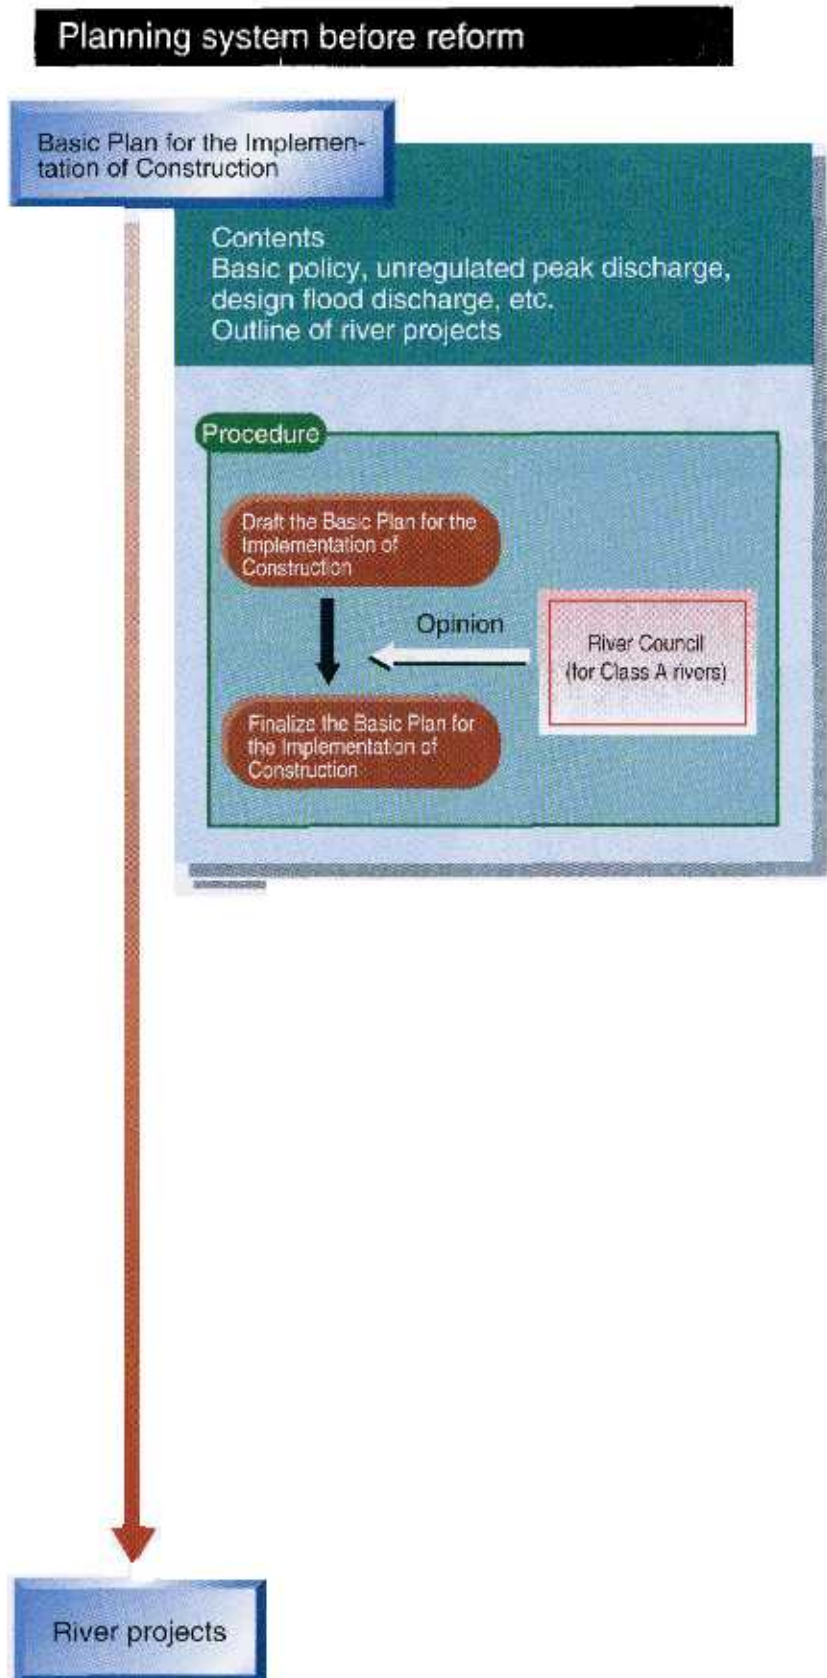 Planning system before reform
Basic Plan for the Implemen-
tation of Construction
Contents
Basic policy, unregulated peak discharge,
design flood discharge, etc.
Outline of river projects
Procedure
Draft the Basic Plan for the
Implementation of
Construction
Opinion
River Council
(for Class A rivers)
Finalize the Basic Plan for
the Implementation of
Construction
River projects